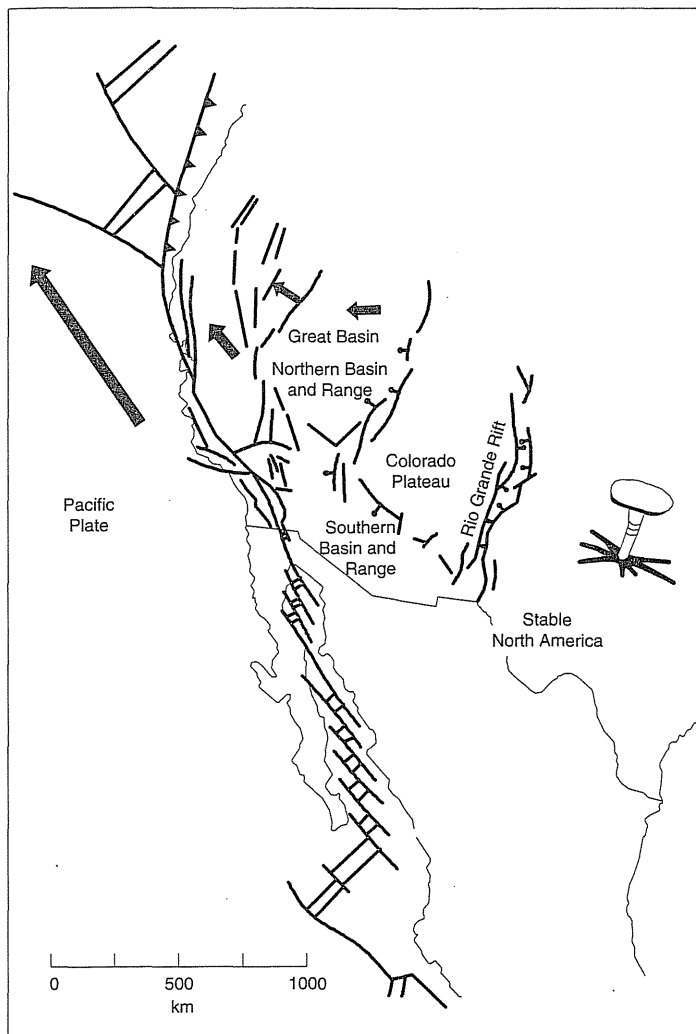 Great Basin
Northern Basin
and Range
Colorado
Plateau
Rio Grande Rift
Pacific
Plate
Southern
Basin and
Range
Stable
North America
0 500 1000
km